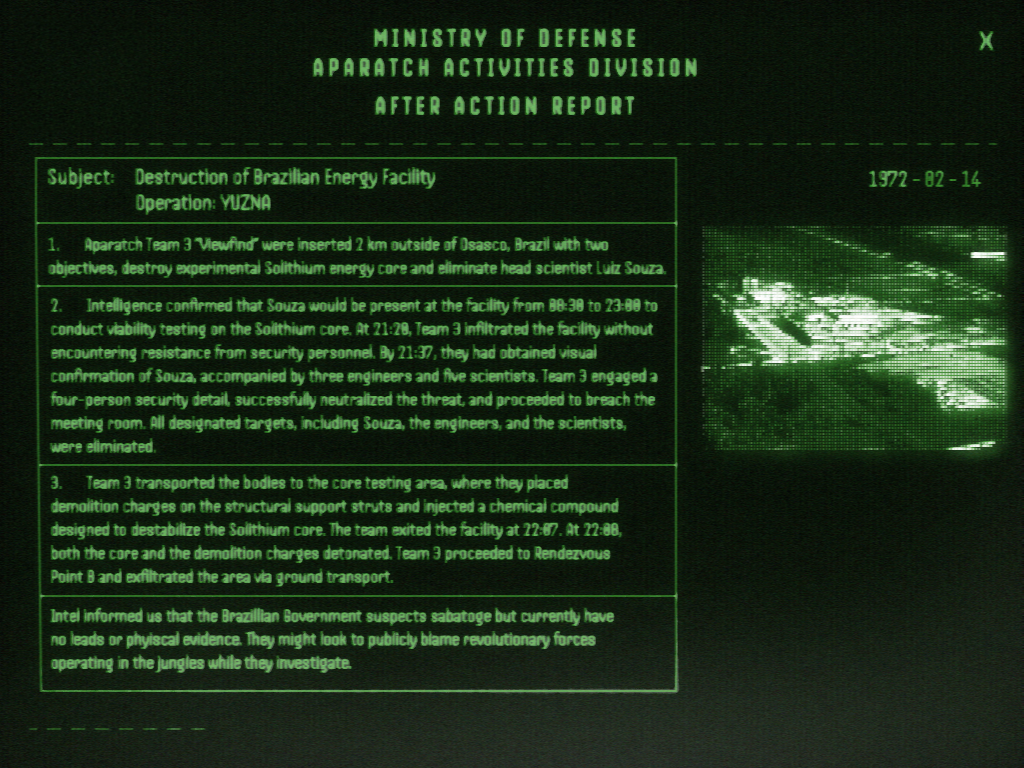 MINISTRY OF DEFENSE
X
APARATCH ACTIVITIES DIVISION
AFTER ACTION REPORT
Subject: Destruction of Brazilian Energy Facility
Operation: YUZNA
1972-02-14
1. Aparatch Team 3 "Viewfind" were inserted 2 km outside of Osasco, Brazil with two
objectives, destroy experimental Solithium energy core and eliminate head scientist Luiz Souza.
2. Intelligence confirmed that Souza would be present at the facility from 08:30 to 23:00 to
conduct viability testing on the Solithium core. At 21:20, Team 3 infiltrated the facility without
encountering resistance from security personnel. By 21:37, they had obtained visual
confirmation of Souza, accompanied by three engineers and five scientists. Team 3 engaged a
four-person security detail, successfully neutralized the threat, and proceeded to breach the
meeting room. All designated targets, including Souza, the engineers, and the scientists,
were eliminated.
3. Team 3 transported the bodies to the core testing area, where they placed
demolition charges on the structural support struts and injected a chemical compound
designed to destabilize the Solithium core. The team exited the facility at 22:07. At 22:08,
both the core and the demolition charges detonated. Team 3 proceeded to Rendezvous
Point B and exfiltrated the area via ground transport.
Intel informed us that the Brazillian Government suspects sabatoge but currently have
no leads or phyiscal evidence. They might look to publicly blame revolutionary forces
operating in the jungles while they investigate.